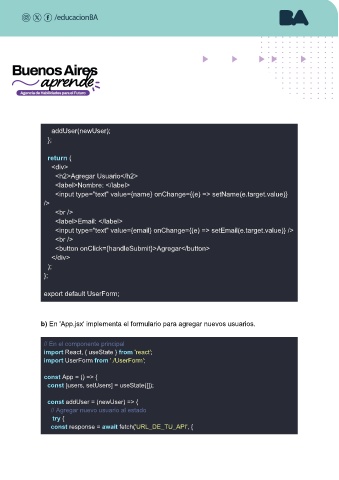 /educacionBA
BA
Buenos Aires
aprende
Agencia de Habilidades para el Futuro
addUser(newUser);
};
return (
<div>
<h2>Agregar Usuario</h2>
<label>Nombre: </label>
<input type="text" value={name} onChange={(e) => setName(e.target.value)}
/>
<br />
<label>Email: </label>
<input type="text" value={email} onChange={(e) => setEmail(e.target.value)} />
<br />
<button onClick={handleSubmit}>Agregar</button>
</div>
);
};
export default UserForm;
b) En 'App.jsx' implementa el formulario para agregar nuevos usuarios.
// En el componente principal
import React, { useState } from 'react';
import UserForm from './UserForm';
const App = () => {
const [users, setUsers] = useState([]);
const addUser = (newUser) => {
// Agregar nuevo usuario al estado
try {
const response = await fetch('URL_DE_TU_API', {